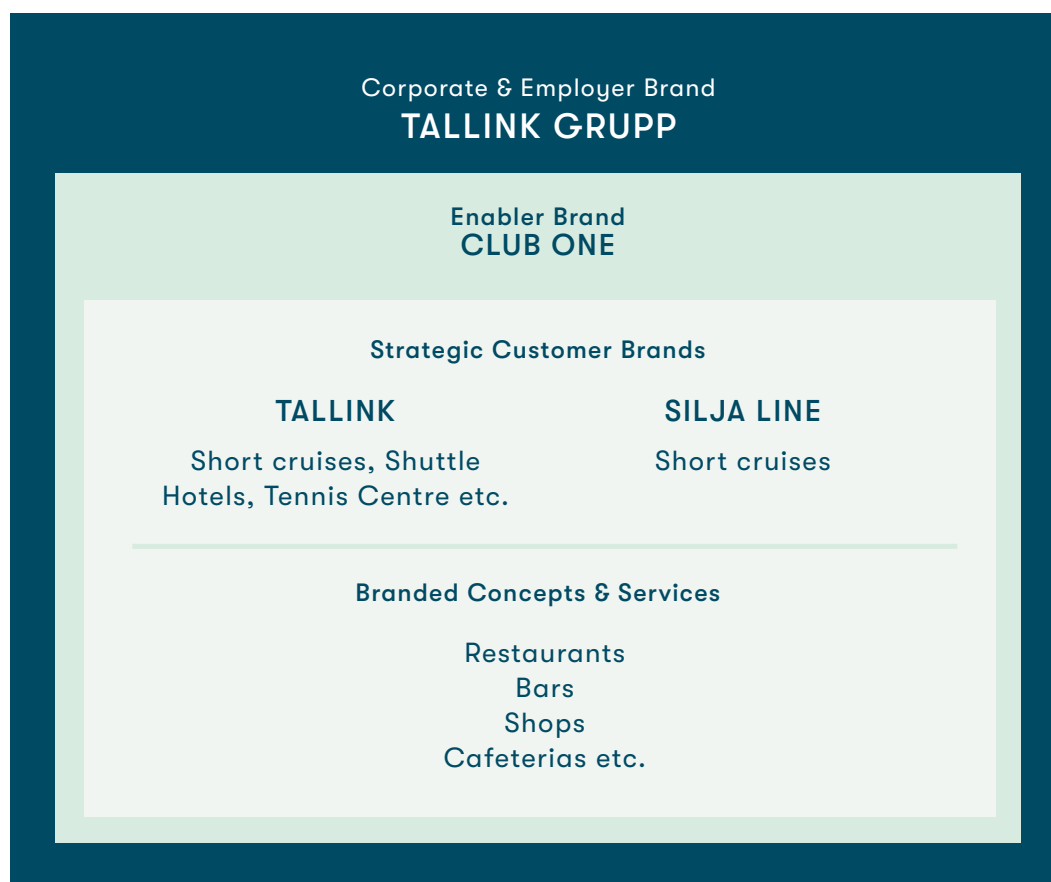 Corporate & Employer Brand
TALLINK GRUPP
Enabler Brand
CLUB ONE
Strategic Customer Brands
TALLINK
Short cruises, Shuttle
Hotels, Tennis Centre etc.
SILJA LINE
Short cruises
Branded Concepts & Services
Restaurants
Bars
Shops
Cafeterias etc.